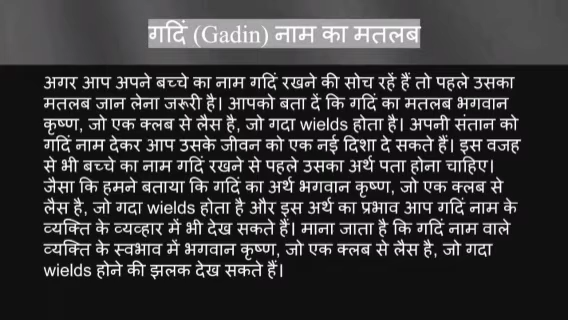 गदिं (Gadin) नाम का मतलब
अगर आप अपने बच्चे का नाम गदिं रखने की सोच रहें हैं तो पहले उसका
मतलब जान लेना जरूरी है। आपको बता दें कि गदिं का मतलब भगवान
कृष्ण, जो एक क्लब से लैस है, जो गदा wields होता है। अपनी संतान को
गदिं नाम देकर आप उसके जीवन को एक नई दिशा दे सकते हैं। इस वजह
से भी बच्चे का नाम गदिं रखने से पहले उसका अर्थ पता होना चाहिए।
जैसा कि हमने बताया कि गदिं का अर्थ भगवान कृष्ण, जो एक क्लब से
लैस है, जो गदा wields होता है और इस अर्थ का प्रभाव आप गदिं नाम के
व्यक्ति के व्यव्हार में भी देख सकते हैं। माना जाता है कि गदिं नाम वाले
व्यक्ति के स्वभाव में भगवान कृष्ण, जो एक क्लब से लैस है, जो गदा
wields होने की झलक देख सकते हैं।